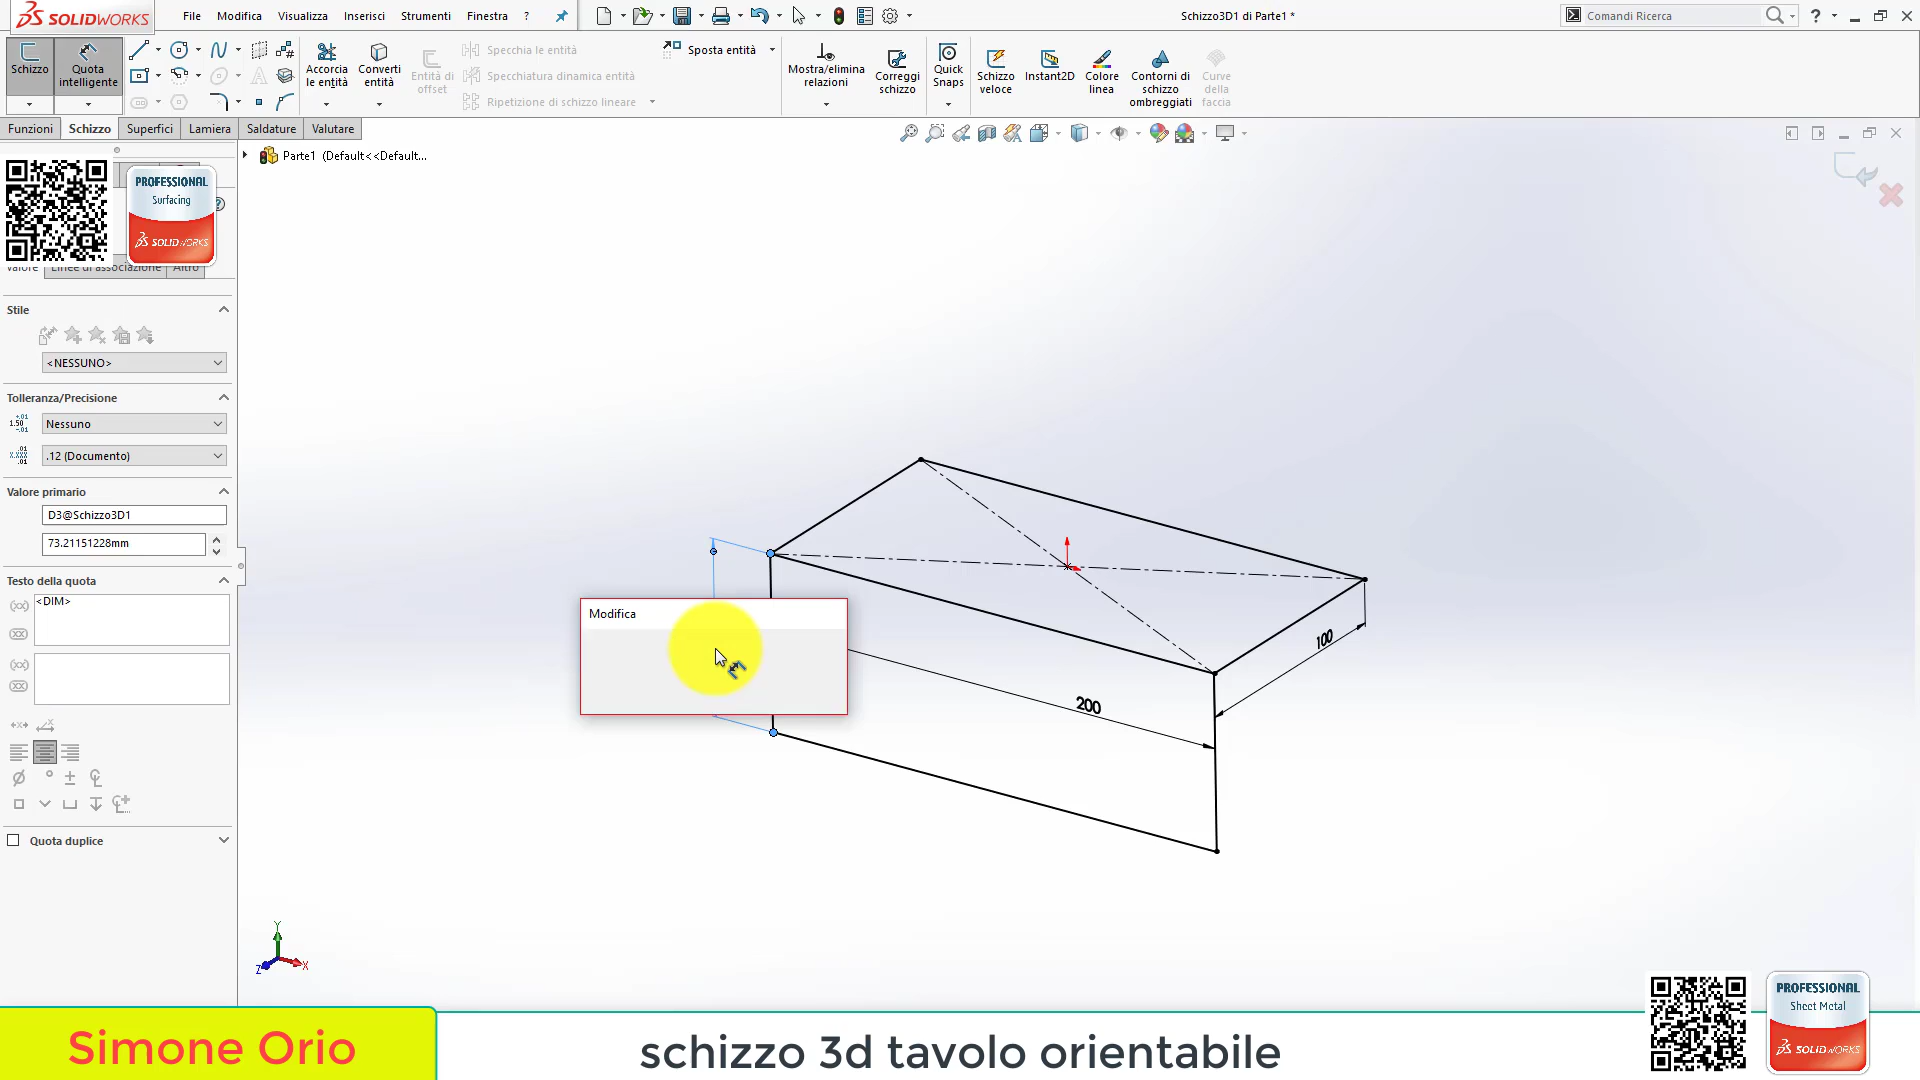 SOLIDWORKS
File
Modifica
Visualizza
Inserisci
Strumenti
Finestra
?
Schizzo3D1 di Parte1 *
Comandi Ricerca
?
Schizzo
Quota intelligente
Accorcia le entità
Converti entità
Entità di offset
Specchia le entità
Specchiatura dinamica entità
Ripetizione di schizzo lineare
Sposta entità
Mostra/elimina relazioni
Correggi schizzo
Quick Snaps
Schizzo veloce
Instant2D
Colore linea
Contorni di schizzo ombreggiati
Curve della faccia
Funzioni
Schizzo
Superfici
Lamiera
Saldature
Valutare
Parte1 (Default<<Default...
PROFESSIONAL
Surfacing
SOLIDWORKS
Valore
Linee di associazione
Altro
Stile
<NESSUNO>
Tolleranza/Precisione
Nessuno
.12 (Documento)
Valore primario
D3@Schizzo3D1
73.21151228mm
Testo della quota
<DIM>
Quota duplice
Modifica
100
200
Y
Z
X
Simone Orio
schizzo 3d tavolo orientabile
PROFESSIONAL
Sheet Metal
SOLIDWORKS